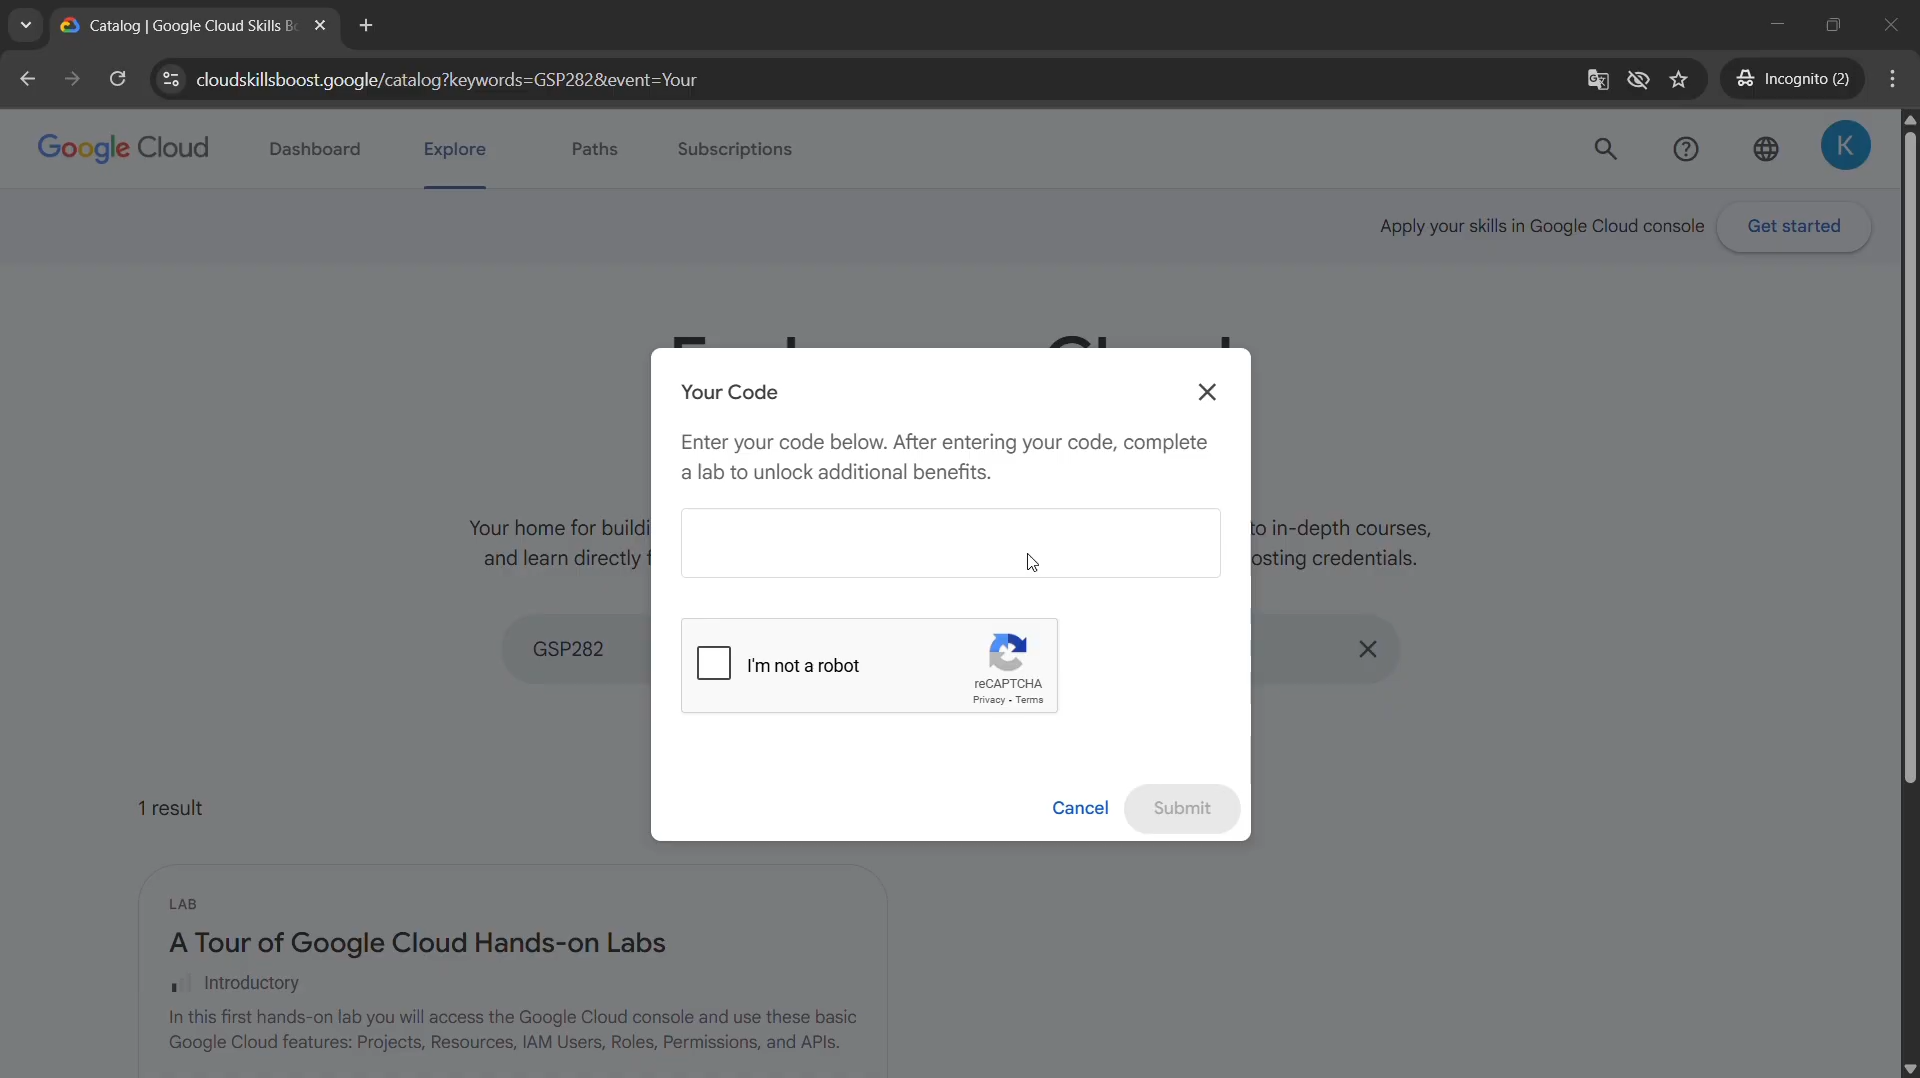 Catalog | Google Cloud Skills Bo
cloudskillsboost.google/catalog?keywords=GSP282&event=Your
Incognito (2)
Google Cloud
Dashboard
Explore
Paths
Subscriptions
K
Apply your skills in Google Cloud console
Get started
Your Code
Enter your code below. After entering your code, complete
a lab to unlock additional benefits.
Your home for buildi
to in-depth courses,
and learn directly f
osting credentials.
GSP282
I'm not a robot
reCAPTCHA
Privacy - Terms
Cancel
Submit
1 result
LAB
A Tour of Google Cloud Hands-on Labs
Introductory
In this first hands-on lab you will access the Google Cloud console and use these basic
Google Cloud features: Projects, Resources, IAM Users, Roles, Permissions, and APIs.